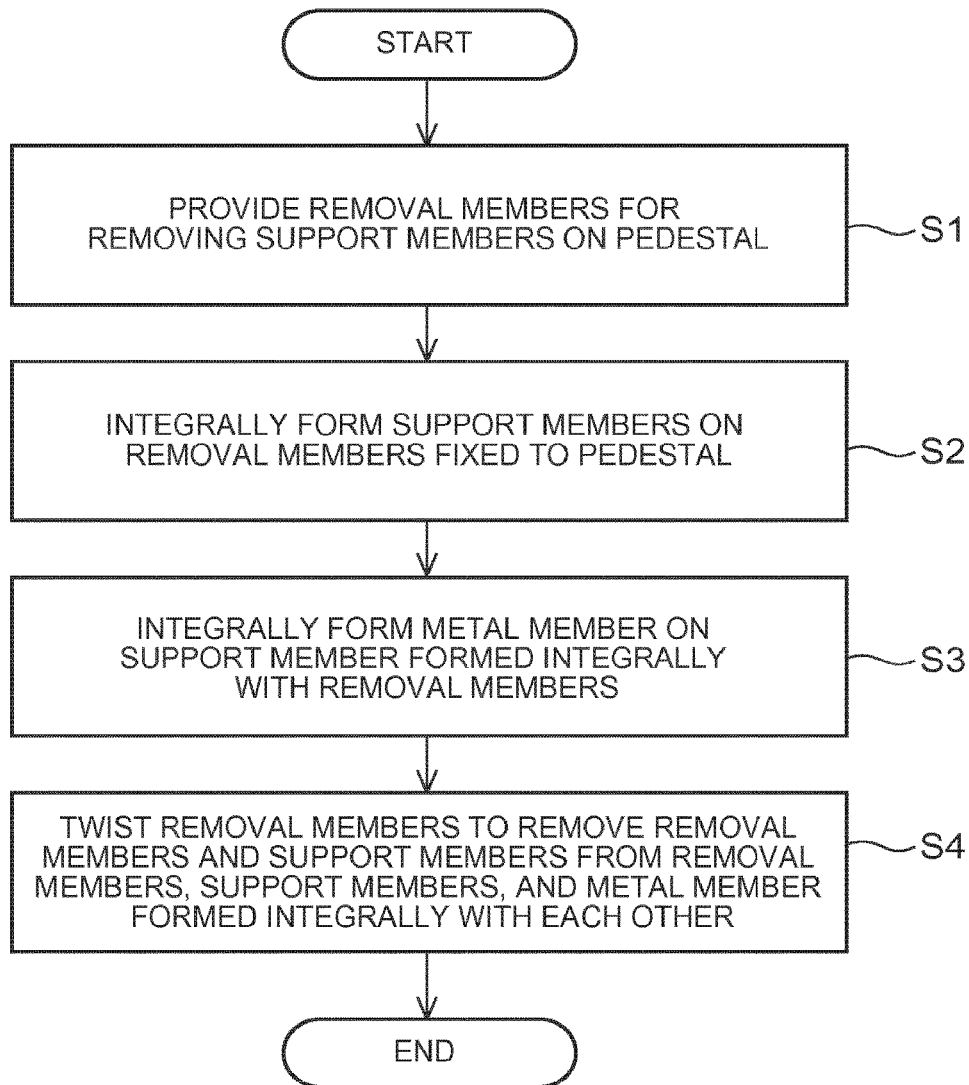 START
PROVIDE REMOVAL MEMBERS FOR
REMOVING SUPPORT MEMBERS ON PEDESTAL
S1
INTEGRALLY FORM SUPPORT MEMBERS ON
REMOVAL MEMBERS FIXED TO PEDESTAL
S2
INTEGRALLY FORM METAL MEMBER ON
SUPPORT MEMBER FORMED INTEGRALLY
WITH REMOVAL MEMBERS
S3
TWIST REMOVAL MEMBERS TO REMOVE REMOVAL
MEMBERS AND SUPPORT MEMBERS FROM REMOVAL
MEMBERS, SUPPORT MEMBERS, AND METAL MEMBER
FORMED INTEGRALLY WITH EACH OTHER
S4
END